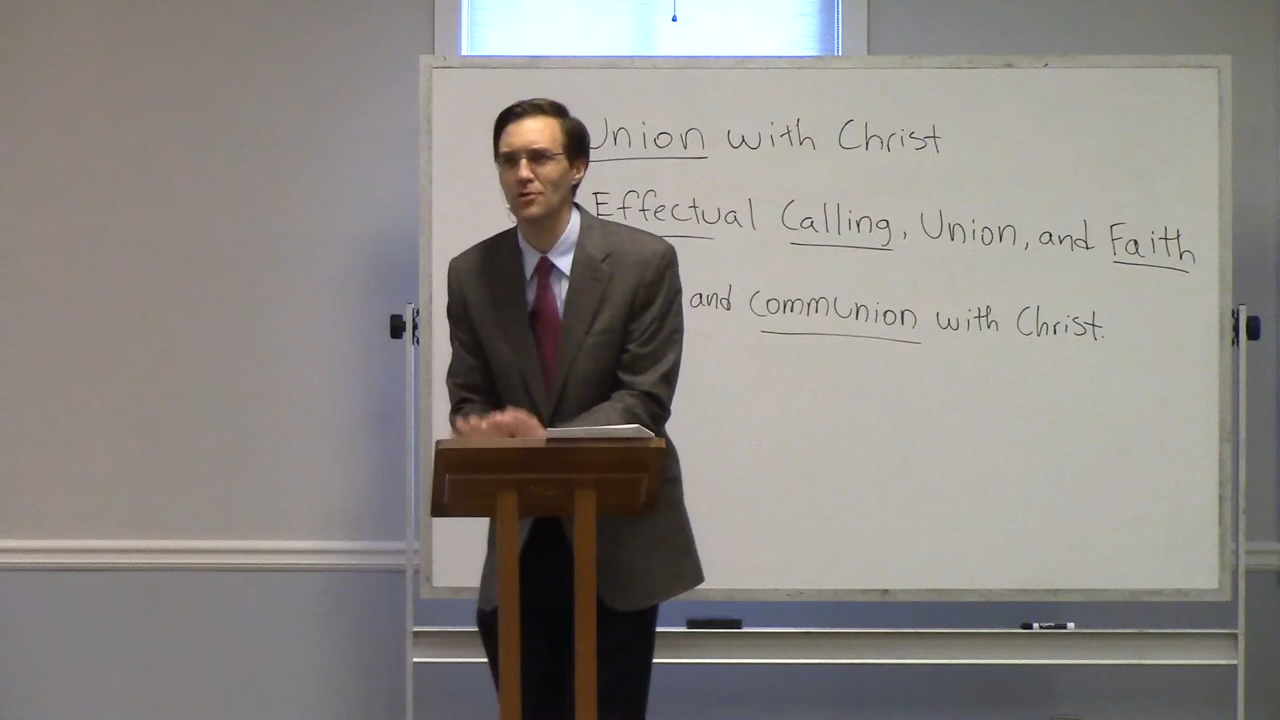 Union with Christ
Effectual Calling, Union, and Faith
and Communion with Christ.